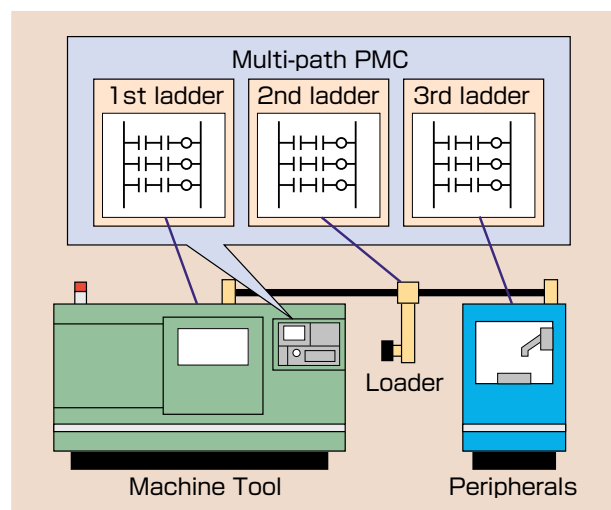 Multi-path PMC
1st ladder
2nd ladder
3rd ladder
Loader
Machine Tool
Peripherals